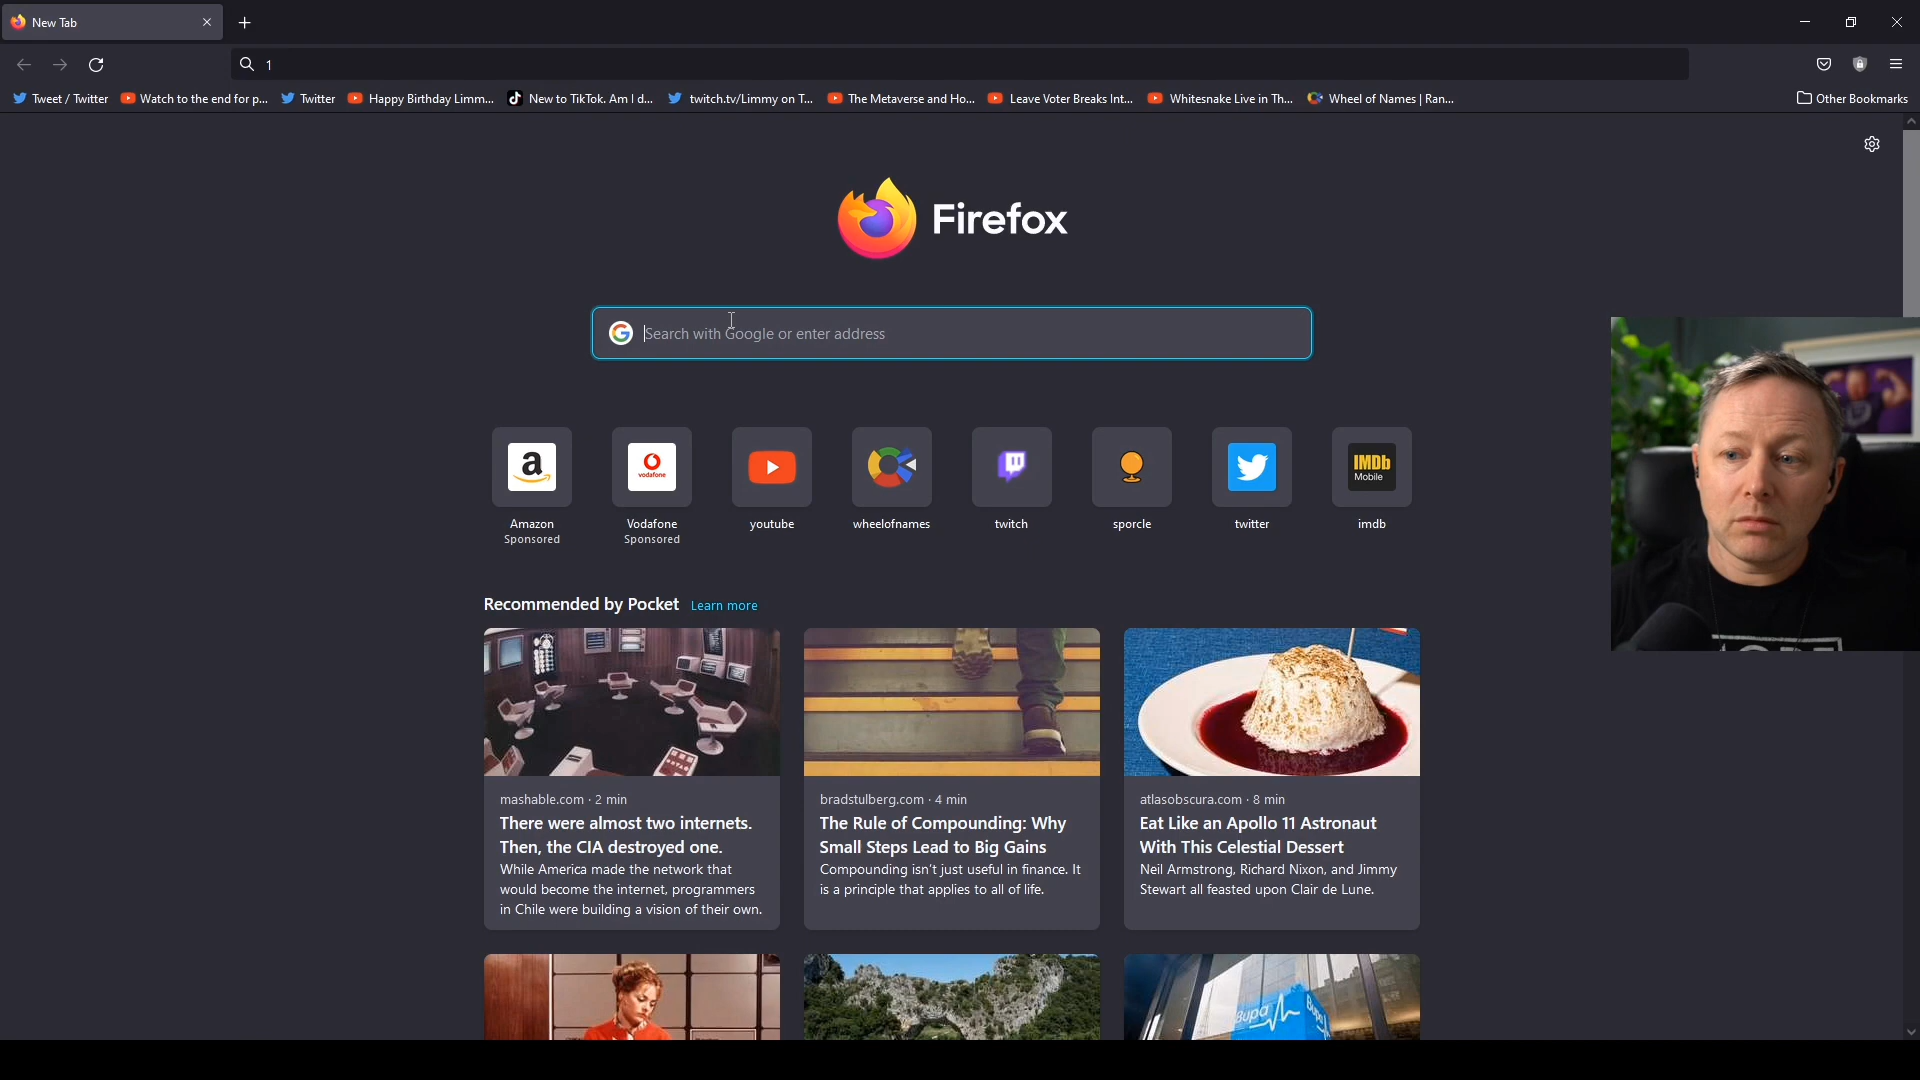 New Tab
1
Tweet / Twitter
Watch to the end for p...
Twitter
Happy Birthday Limm...
New to TikTok. Am I d...
twitch.tv/Limmy on T...
The Metaverse and Ho...
Leave Voter Breaks Int...
Whitesnake Live in Th...
Wheel of Names | Ran...
Other Bookmarks
Firefox
Search with Google or enter address
a
vodafone
IMDb
Mobile
Amazon
Sponsored
Vodafone
Sponsored
youtube
wheelofnames
twitch
sporcle
twitter
imdb
Recommended by Pocket Learn more
mashable.com · 2 min
There were almost two internets.
Then, the CIA destroyed one.
While America made the network that
would become the internet, programmers
in Chile were building a vision of their own.
bradstulberg.com · 4 min
The Rule of Compounding: Why
Small Steps Lead to Big Gains
Compounding isn't just useful in finance. It
is a principle that applies to all of life.
atlasobscura.com · 8 min
Eat Like an Apollo 11 Astronaut
With This Celestial Dessert
Neil Armstrong, Richard Nixon, and Jimmy
Stewart all feasted upon Clair de Lune.
Bupa